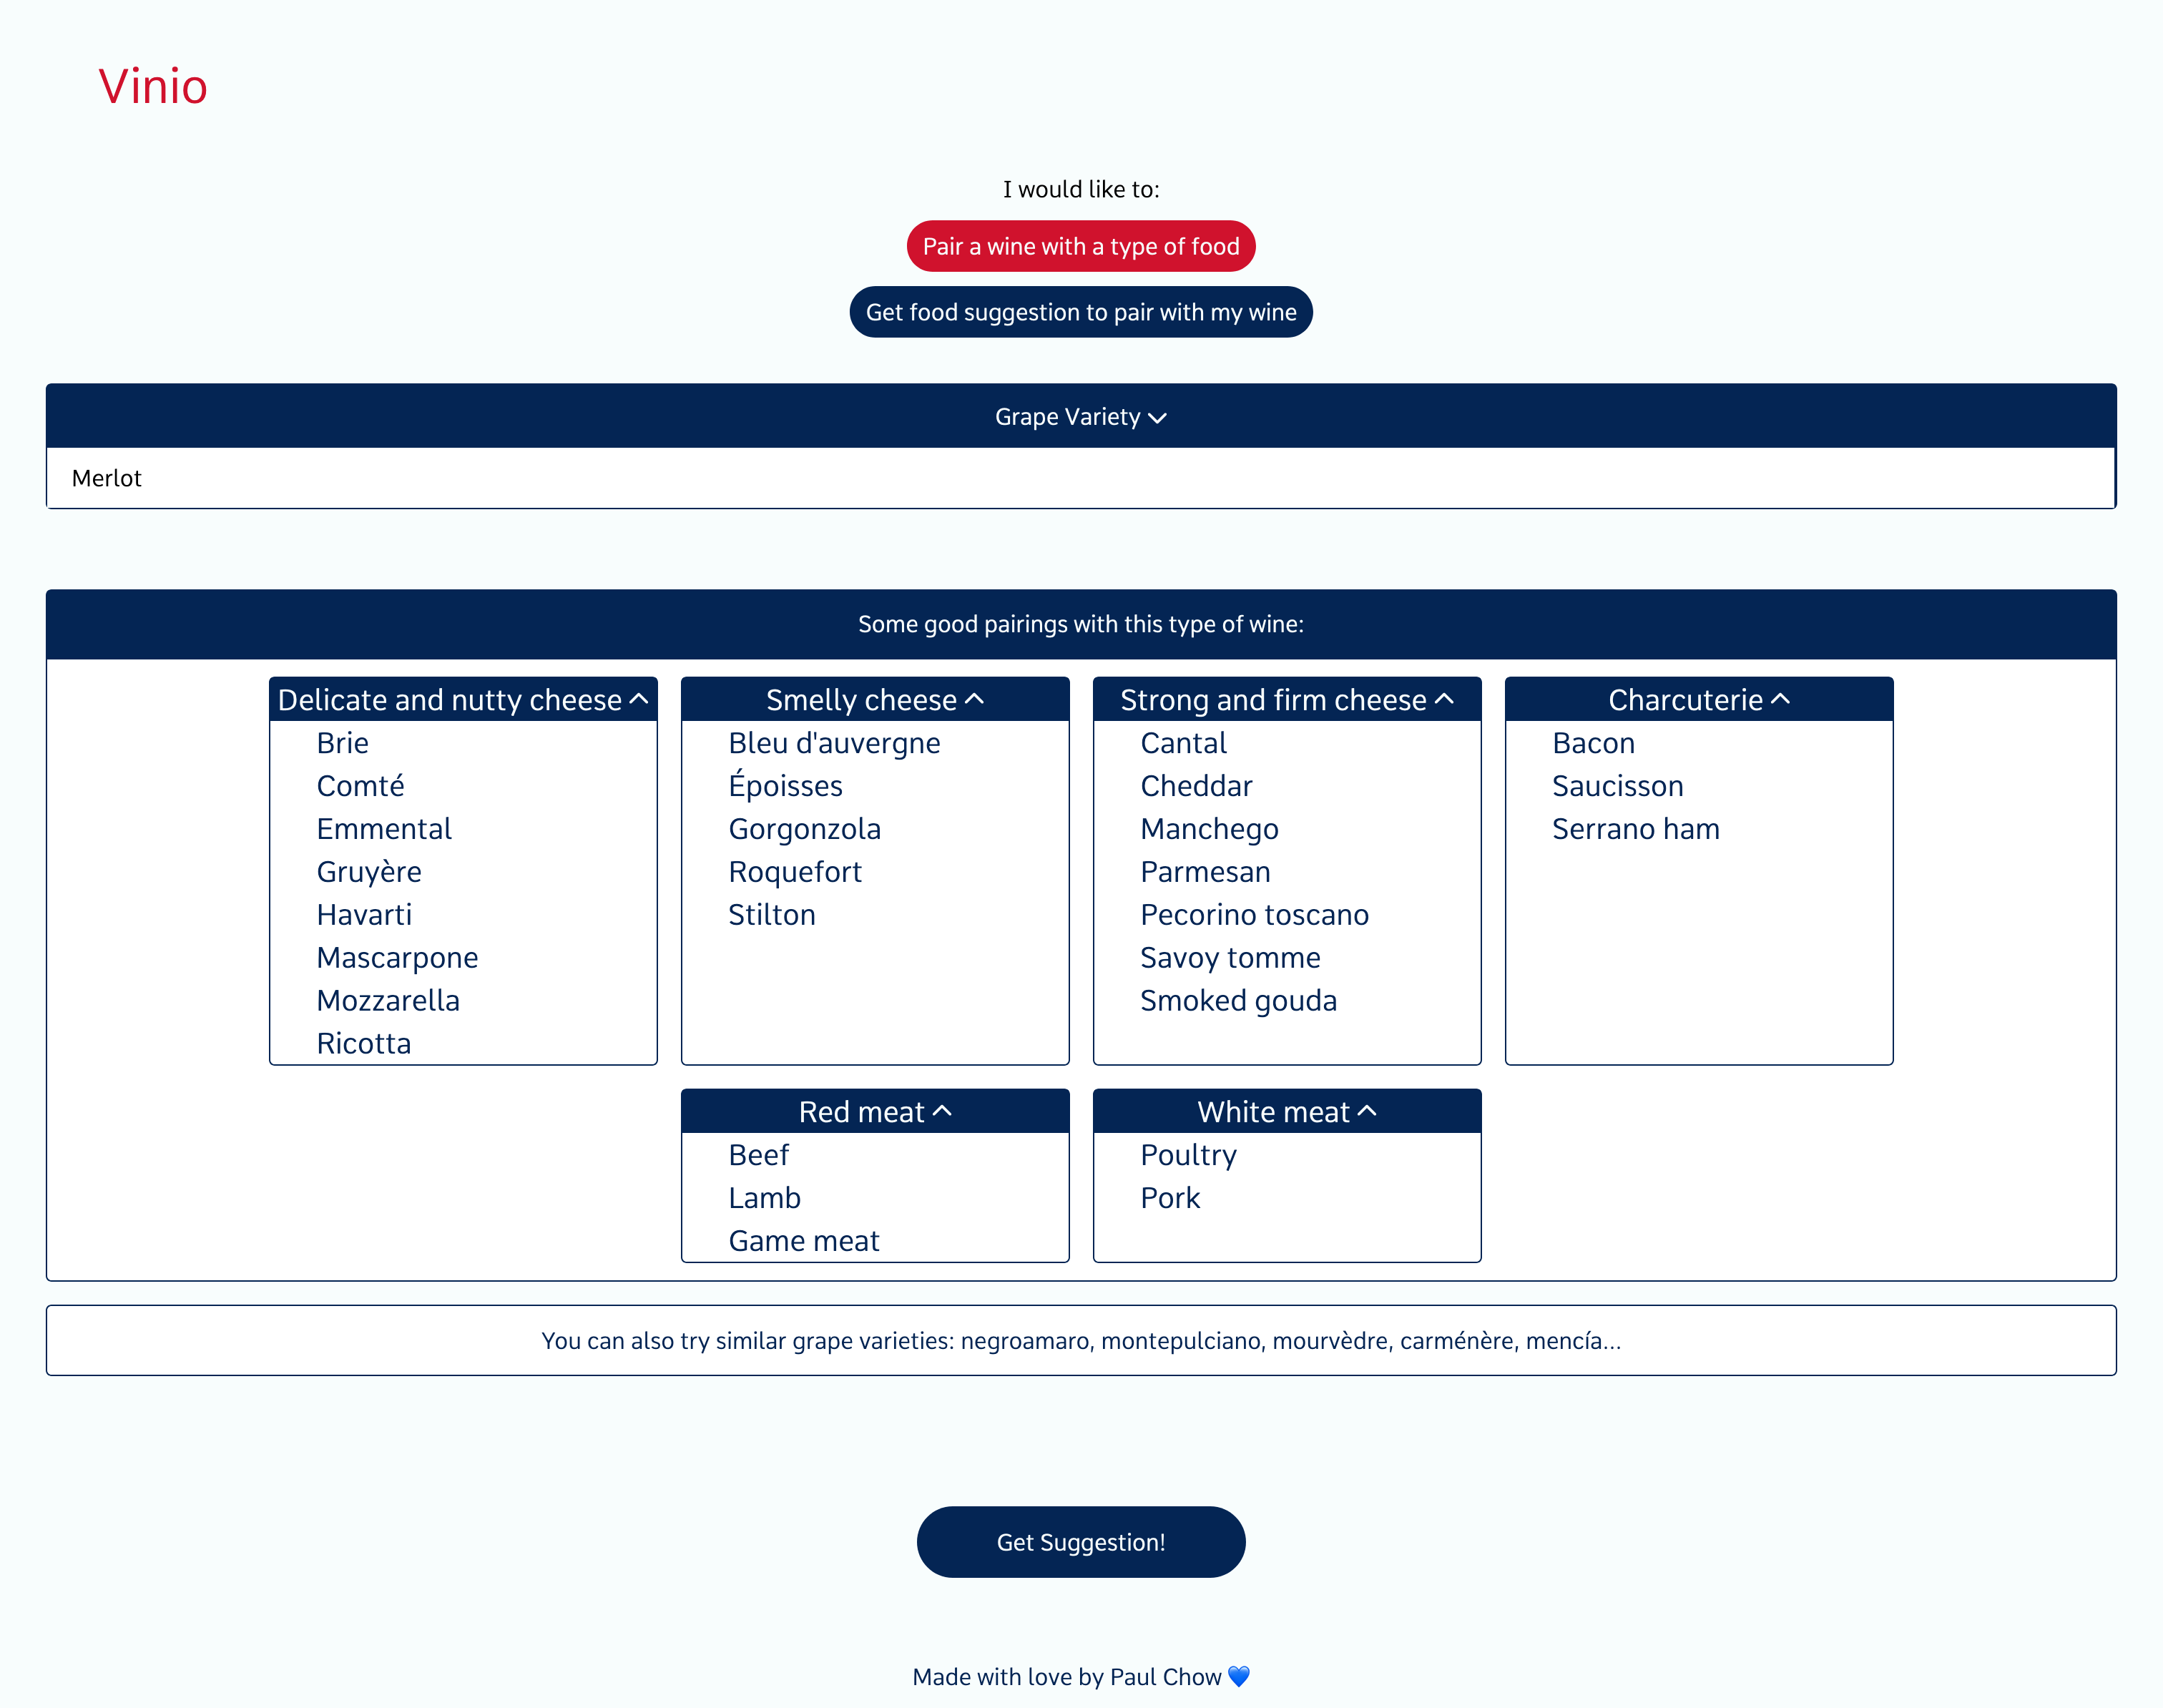 Vinio
I would like to:
Pair a wine with a type of food
Get food suggestion to pair with my wine
Grape Variety
Merlot
Some good pairings with this type of wine:
Delicate and nutty cheese
Brie
Comté
Emmental
Gruyère
Havarti
Mascarpone
Mozzarella
Ricotta
Smelly cheese
Bleu d'auvergne
Époisses
Gorgonzola
Roquefort
Stilton
Strong and firm cheese
Cantal
Cheddar
Manchego
Parmesan
Pecorino toscano
Savoy tomme
Smoked gouda
Charcuterie
Bacon
Saucisson
Serrano ham
Red meat
Beef
Lamb
Game meat
White meat
Poultry
Pork
You can also try similar grape varieties: negroamaro, montepulciano, mourvèdre, carménère, mencía...
Get Suggestion!
Made with love by Paul Chow 💙